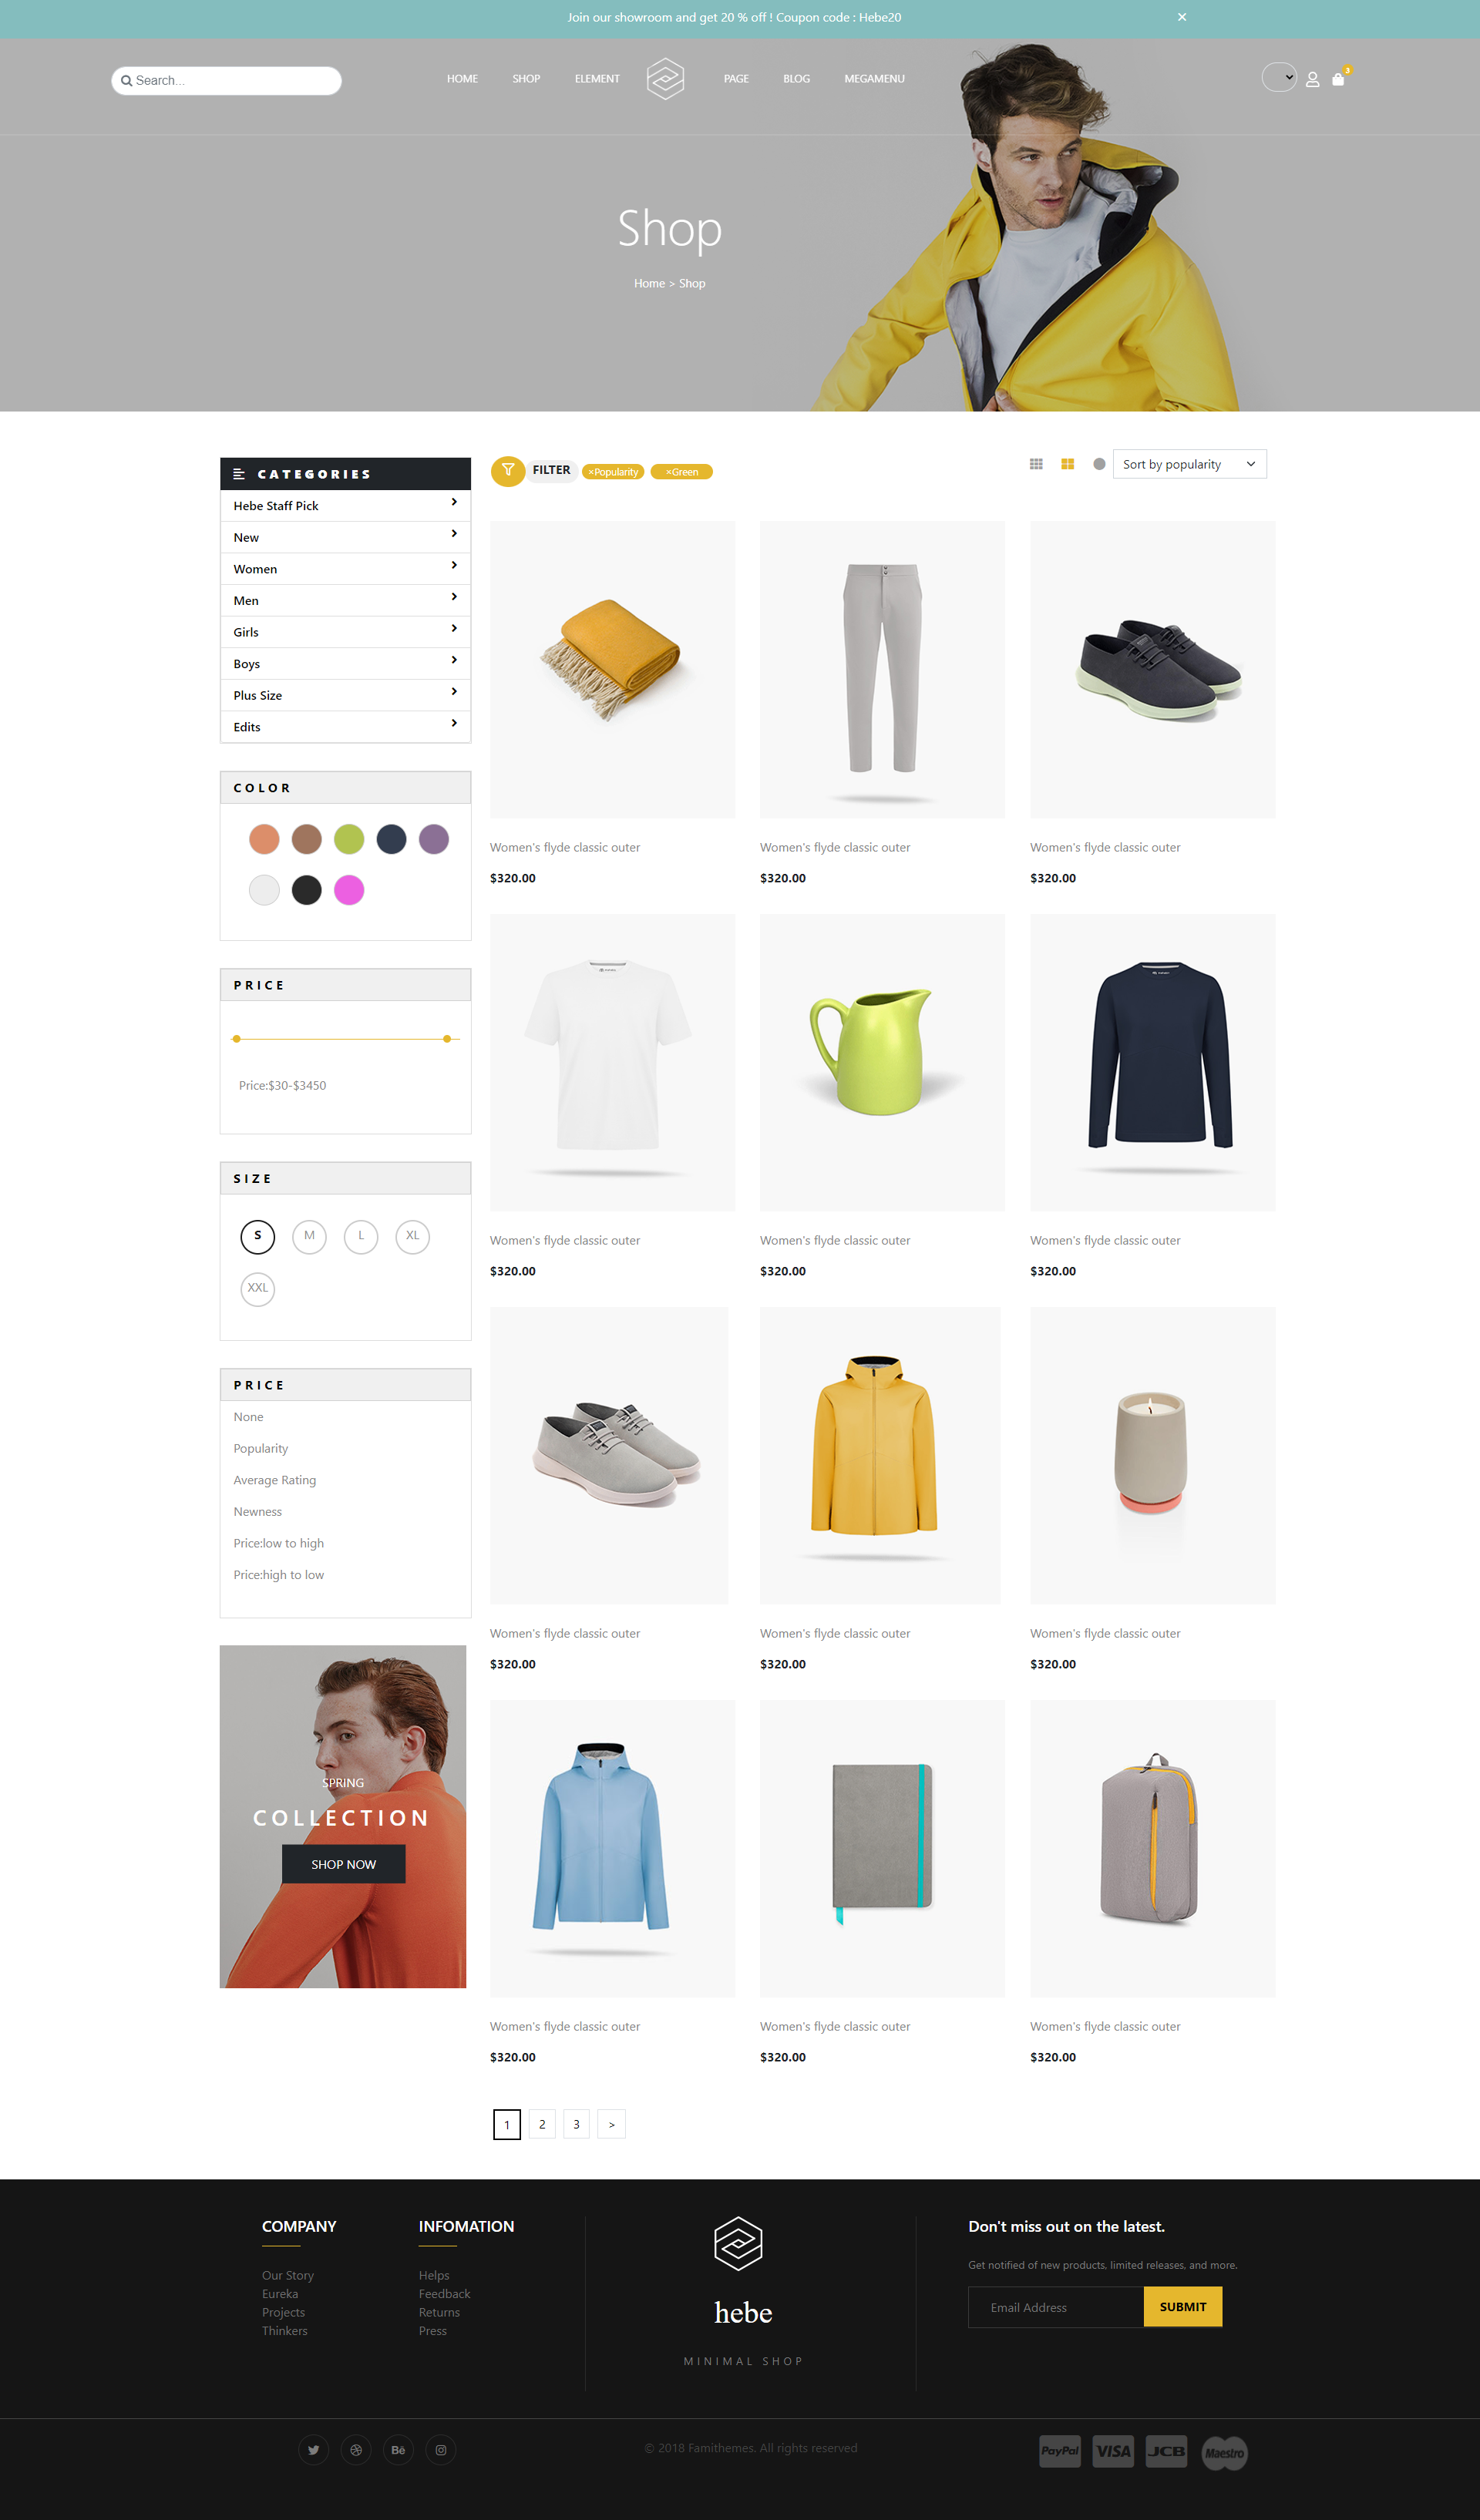 Join our showroom and get 20 % off ! Coupon code : Hebe20 ×
Search...
HOME SHOP ELEMENT PAGE BLOG MEGAMENU
3
Shop
Home > Shop
CATEGORIES
Hebe Staff Pick
New
Women
Men
Girls
Boys
Plus Size
Edits
COLOR
PRICE
Price:$30-$3450
SIZE
S M L XL
XXL
PRICE
None
Popularity
Average Rating
Newness
Price:low to high
Price:high to low
SPRING
COLLECTION
SHOP NOW
FILTER ×Popularity ×Green
Sort by popularity
Women's flyde classic outer Women's flyde classic outer Women's flyde classic outer
$320.00 $320.00 $320.00
Women's flyde classic outer Women's flyde classic outer Women's flyde classic outer
$320.00 $320.00 $320.00
Women's flyde classic outer Women's flyde classic outer Women's flyde classic outer
$320.00 $320.00 $320.00
Women's flyde classic outer Women's flyde classic outer Women's flyde classic outer
$320.00 $320.00 $320.00
1 2 3 >
COMPANY
Our Story
Eureka
Projects
Thinkers
INFOMATION
Helps
Feedback
Returns
Press
hebe
MINIMAL SHOP
Don't miss out on the latest.
Get notified of new products, limited releases, and more.
Email Address SUBMIT
Bē
© 2018 Famithemes. All rights reserved
PayPal VISA JCB Maestro